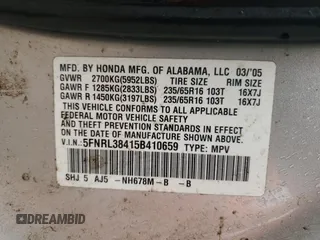 MFD. BY HONDA MFG. OF ALABAMA, LLC 03/'05
GVWR 2700KG(5952LBS) TIRE SIZE RIM SIZE
GAWR F 1285KG(2833LBS) 235/65R16 103T 16X7J
GAWR R 1450KG(3197LBS) 235/65R16 103T 16X7J
THIS VEHICLE CONFORMS TO ALL APPLICABLE
FEDERAL MOTOR VEHICLE SAFETY AND THEFT
PREVENTION STANDARDS IN EFFECT ON THE DATE
OF MANUFACTURE SHOWN ABOVE.
V.I.N.:5FNRL38415B410659 TYPE: MPV
SHJ 5 AJ5 -NH678M-B -B
DREAMBID